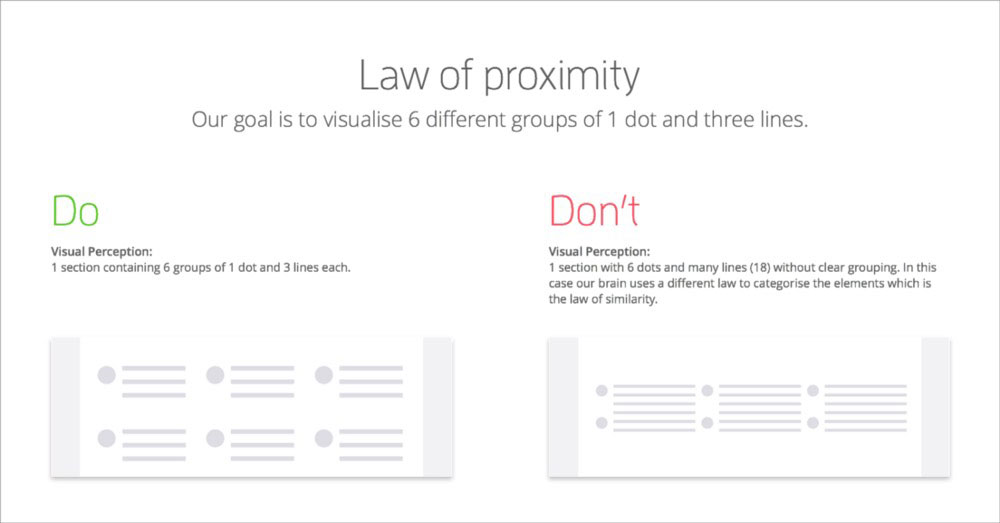 Law of proximity
Our goal is to visualise 6 different groups of 1 dot and three lines.
Do
Visual Perception:
1 section containing 6 groups of 1 dot and 3 lines each.
Don't
Visual Perception:
1 section with 6 dots and many lines (18) without clear grouping. In this
case our brain uses a different law to categorise the elements which is
the law of similarity.